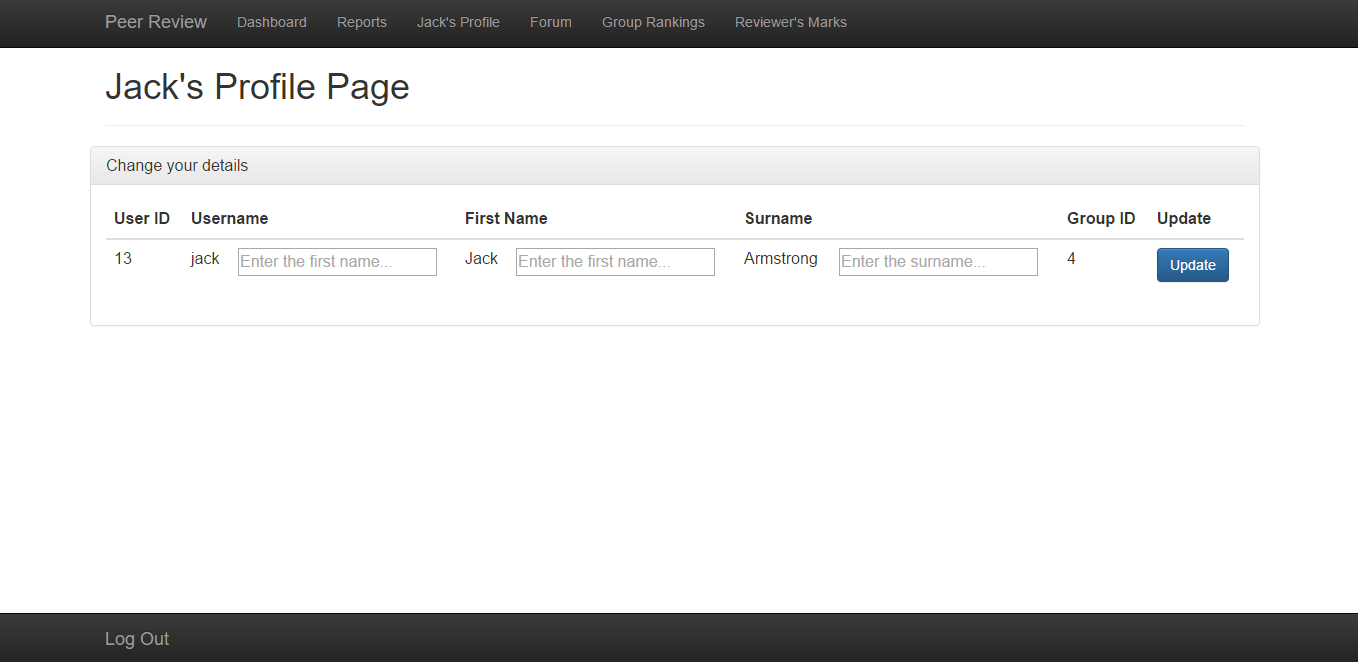 Peer Review Dashboard Reports Jack's Profile Forum Group Rankings Reviewer's Marks
Jack's Profile Page
Change your details
User ID Username First Name Surname Group ID Update
13 jack Enter the first name... Jack Enter the first name... Armstrong Enter the surname... 4 Update
Log Out